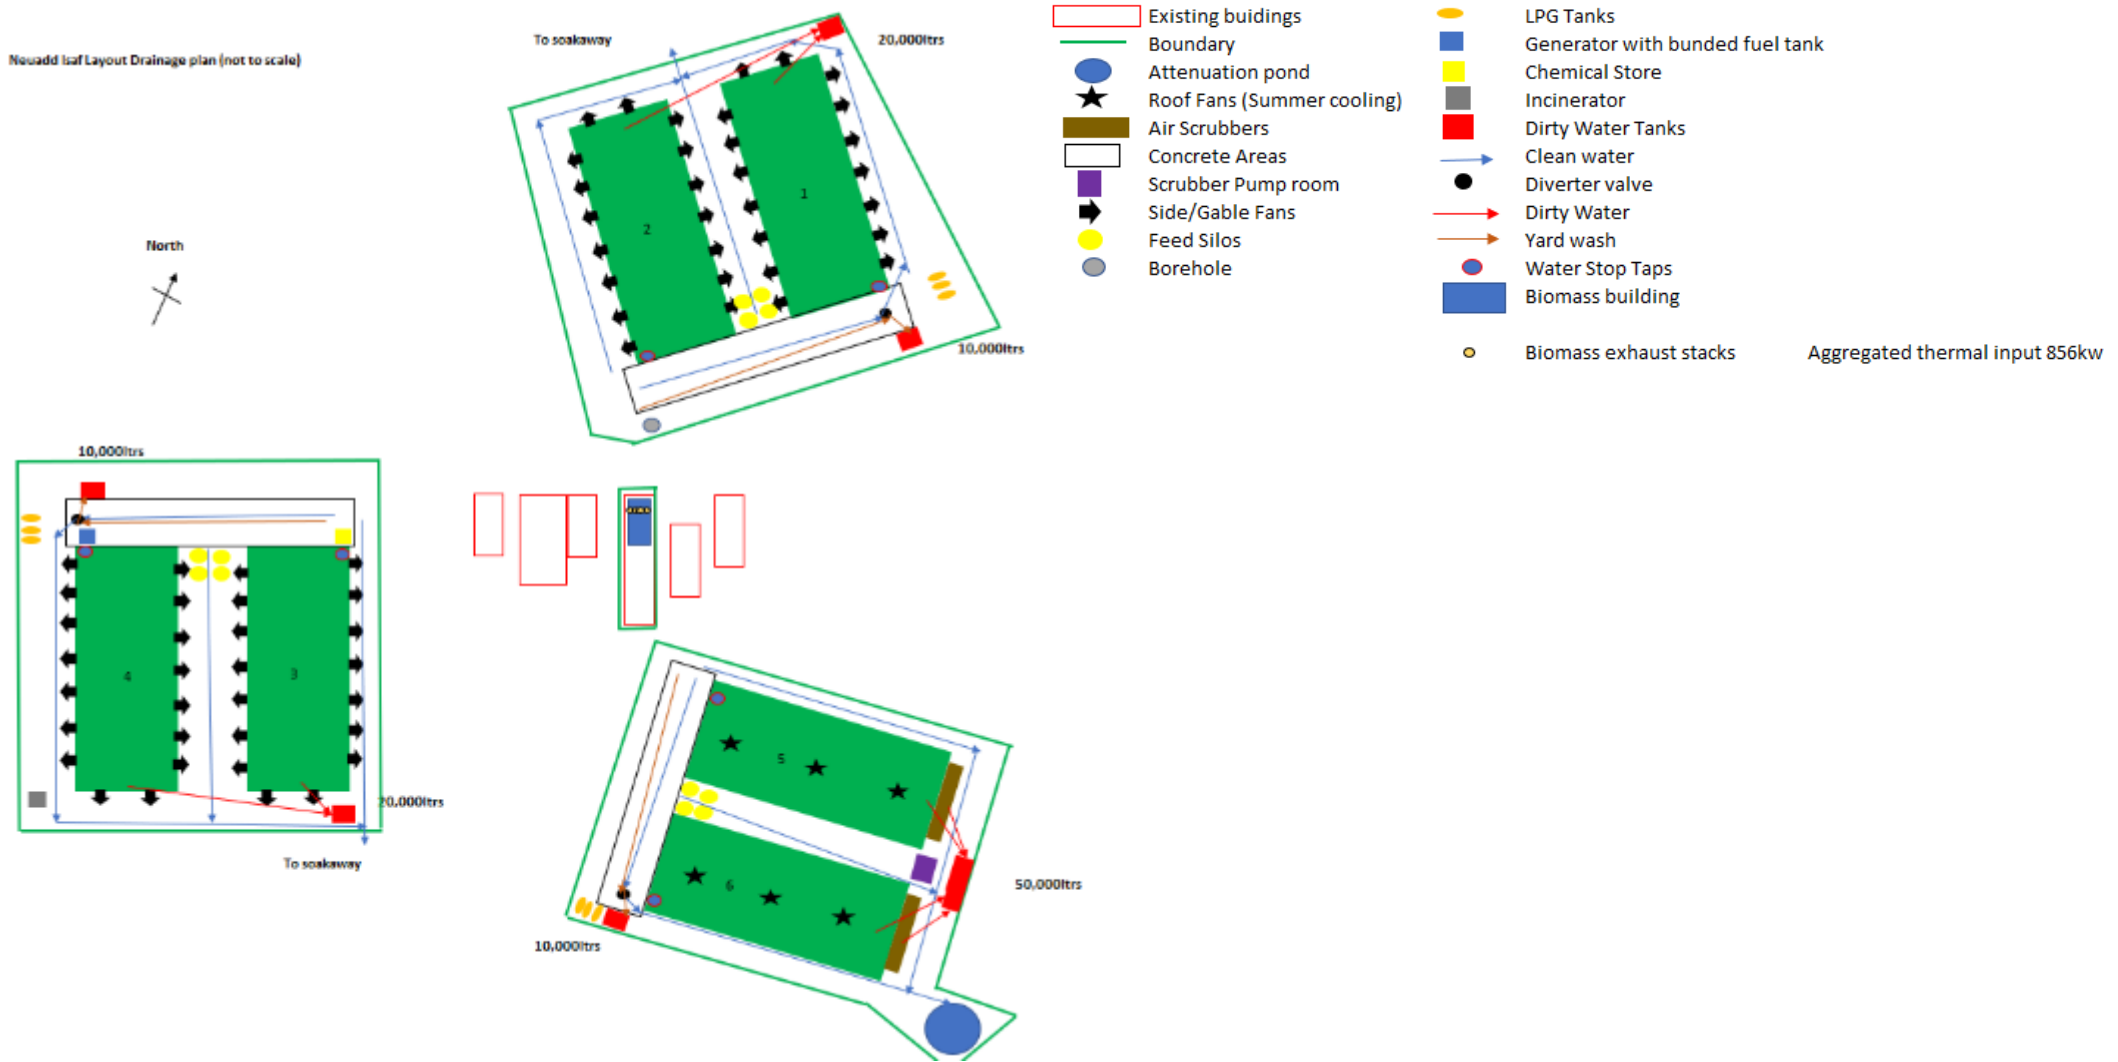 Neuadd Isaf Layout Drainage plan (not to scale)
North
To soakaway
20,000ltrs
1
2
10,000ltrs
Existing buidings
Boundary
Attenuation pond
Roof Fans (Summer cooling)
Air Scrubbers
Concrete Areas
Scrubber Pump room
Side/Gable Fans
Feed Silos
Borehole
LPG Tanks
Generator with bunded fuel tank
Chemical Store
Incinerator
Dirty Water Tanks
Clean water
Diverter valve
Dirty Water
Yard wash
Water Stop Taps
Biomass building
Biomass exhaust stacks
Aggregated thermal input 856kw
10,000ltrs
4
3
20,000ltrs
To soakaway
5
6
50,000ltrs
10,000ltrs